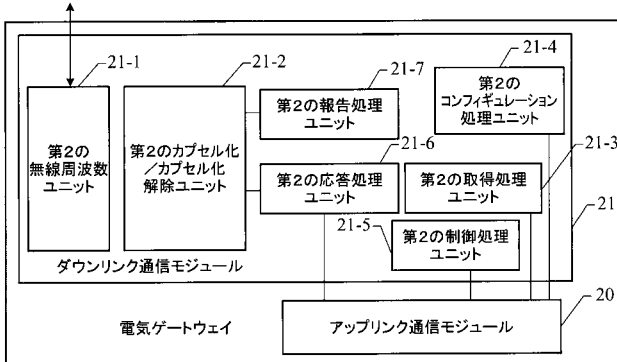 21-1
21-2
21-7
21-4
第2の
無線周波数
ユニット
第2のカプセル化
/カプセル化
解除ユニット
第2の報告処理
ユニット
第2の
コンフィギュレーション
処理ユニット
21-6
21-3
第2の応答処理
ユニット
第2の取得処理
ユニット
21-5
第2の制御処理
ユニット
21
ダウンリンク通信モジュール
20
電気ゲートウェイ
アップリンク通信モジュール